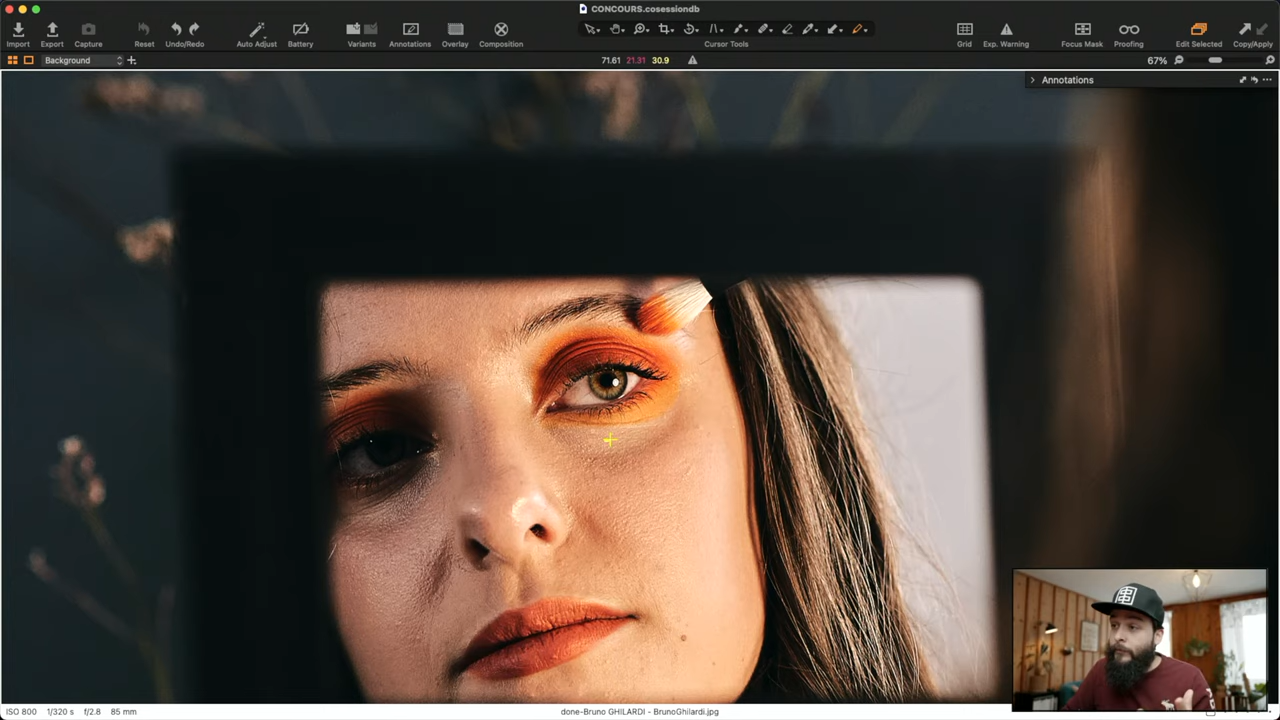 CONCOURS.cosessiondb
Import Export Capture Reset Undo/Redo Auto Adjust Battery Variants Annotations Overlay Composition Cursor Tools Grid Exp. Warning Focus Mask Proofing Edit Selected Copy/Apply
Background 71.61 21.31 30.9 67%
Annotations
ISO 800 1/320 s f/2.8 85 mm done-Bruno GHILARDI - BrunoGhilardi.jpg